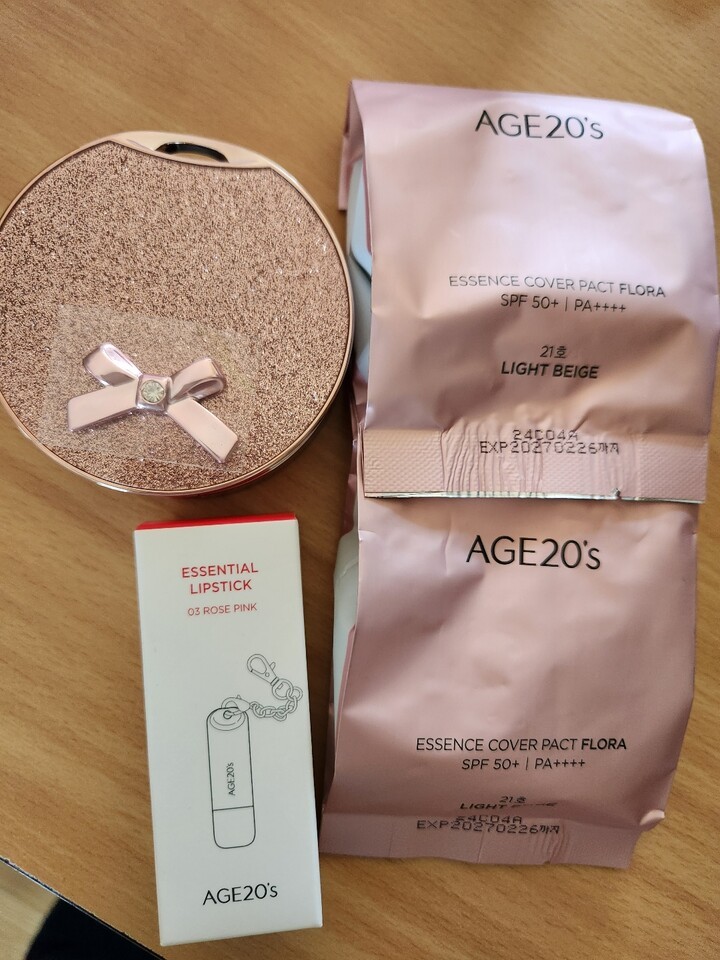 AGE20's
ESSENCE COVER PACT FLORA
SPF 50+ | PA++++
21호
LIGHT BEIGE
24C04A
EXP20270226까지
AGE20's
ESSENCE COVER PACT FLORA
SPF 50+ | PA++++
21호
LIGHT
24C04A
EXP20270226까지
ESSENTIAL
LIPSTICK
03 ROSE PINK
AGE20's
AGE20's